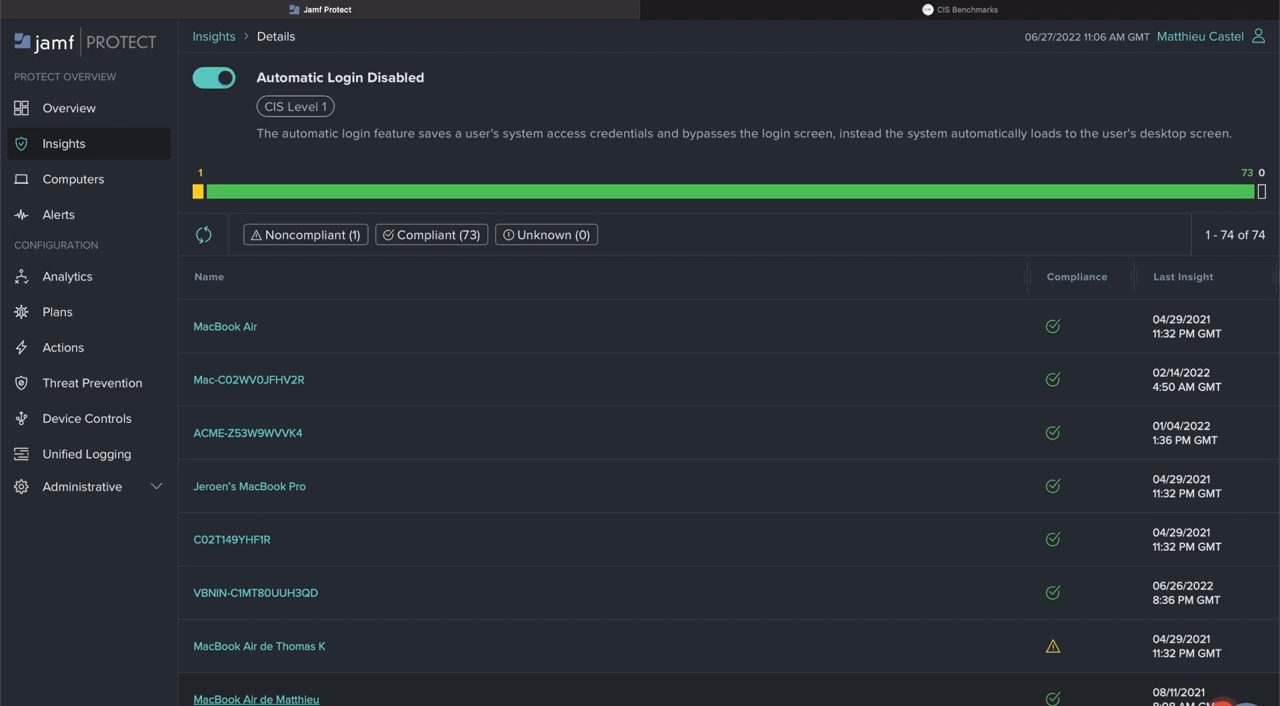 Jamf Protect
CIS Benchmarks
jamf PROTECT
PROTECT OVERVIEW
Overview
Insights
Computers
Alerts
CONFIGURATION
Analytics
Plans
Actions
Threat Prevention
Device Controls
Unified Logging
Administrative
Insights > Details
06/27/2022 11:06 AM GMT Matthieu Castel
Automatic Login Disabled
CIS Level 1
The automatic login feature saves a user's system access credentials and bypasses the login screen, instead the system automatically loads to the user's desktop screen.
1 73 0
Noncompliant (1) Compliant (73) Unknown (0) 1 - 74 of 74
Name Compliance Last Insight
MacBook Air 04/29/2021
11:32 PM GMT
Mac-C02WV0JFHV2R 02/14/2022
4:50 AM GMT
ACME-Z53W9WVVK4 01/04/2022
1:36 PM GMT
Jeroen's MacBook Pro 04/29/2021
11:32 PM GMT
C02T149YHF1R 04/29/2021
11:32 PM GMT
VBNIN-C1MT80UUH3QD 06/26/2022
8:36 PM GMT
MacBook Air de Thomas K 04/29/2021
11:32 PM GMT
MacBook Air de Matthieu 08/11/2021
8:08 AM GMT